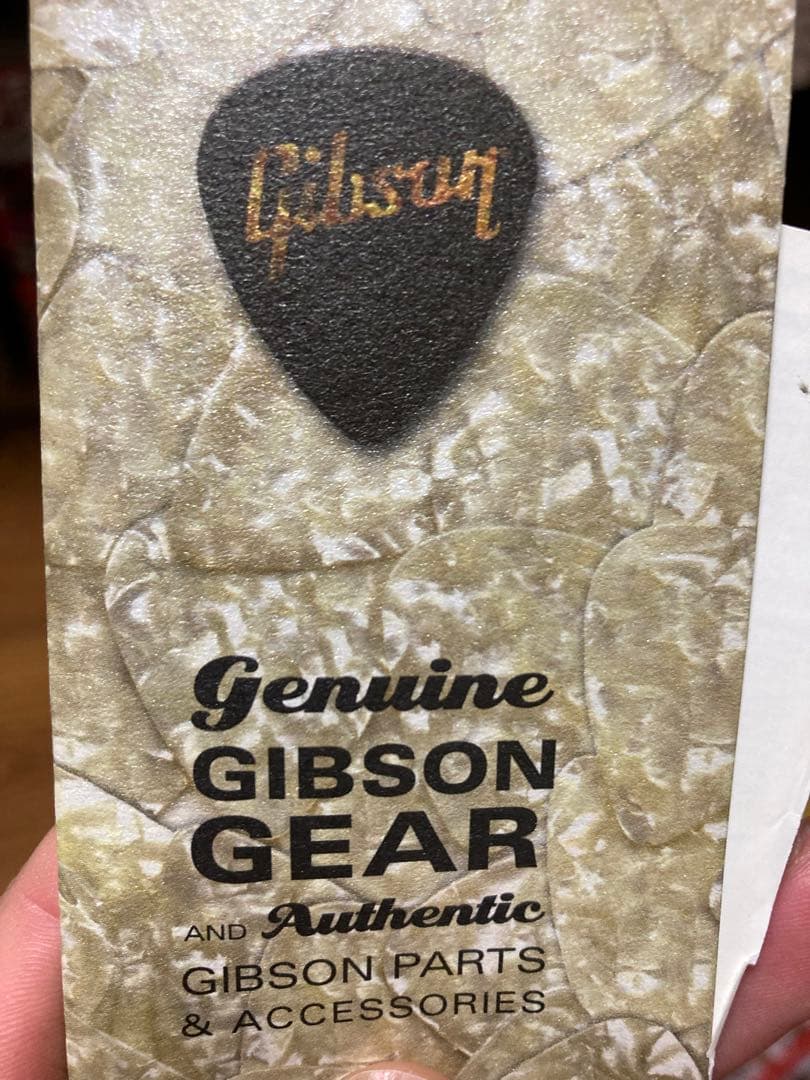 Gibson
Genuine
GIBSON
GEAR
AND Authentic
GIBSON PARTS
& ACCESSORIES